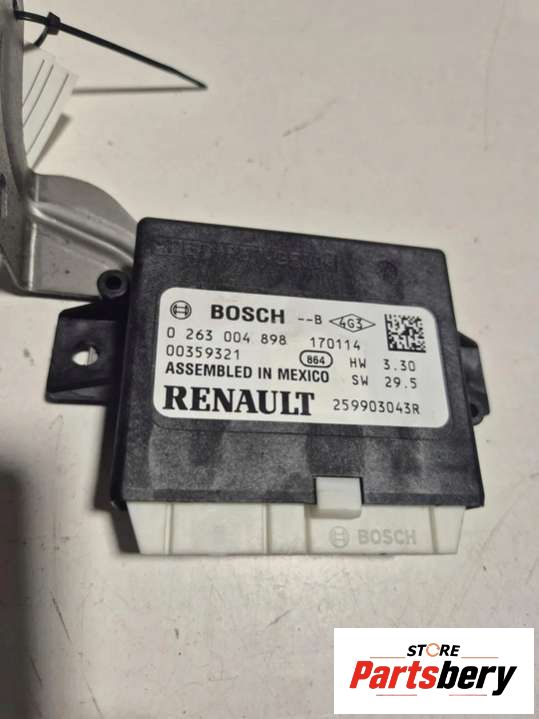 BOSCH --B 4G3
0 263 004 898 170114
00359321 864 HW 3.30
ASSEMBLED IN MEXICO SW 29.5
RENAULT 259903043R
BOSCH
STORE
Partsbery